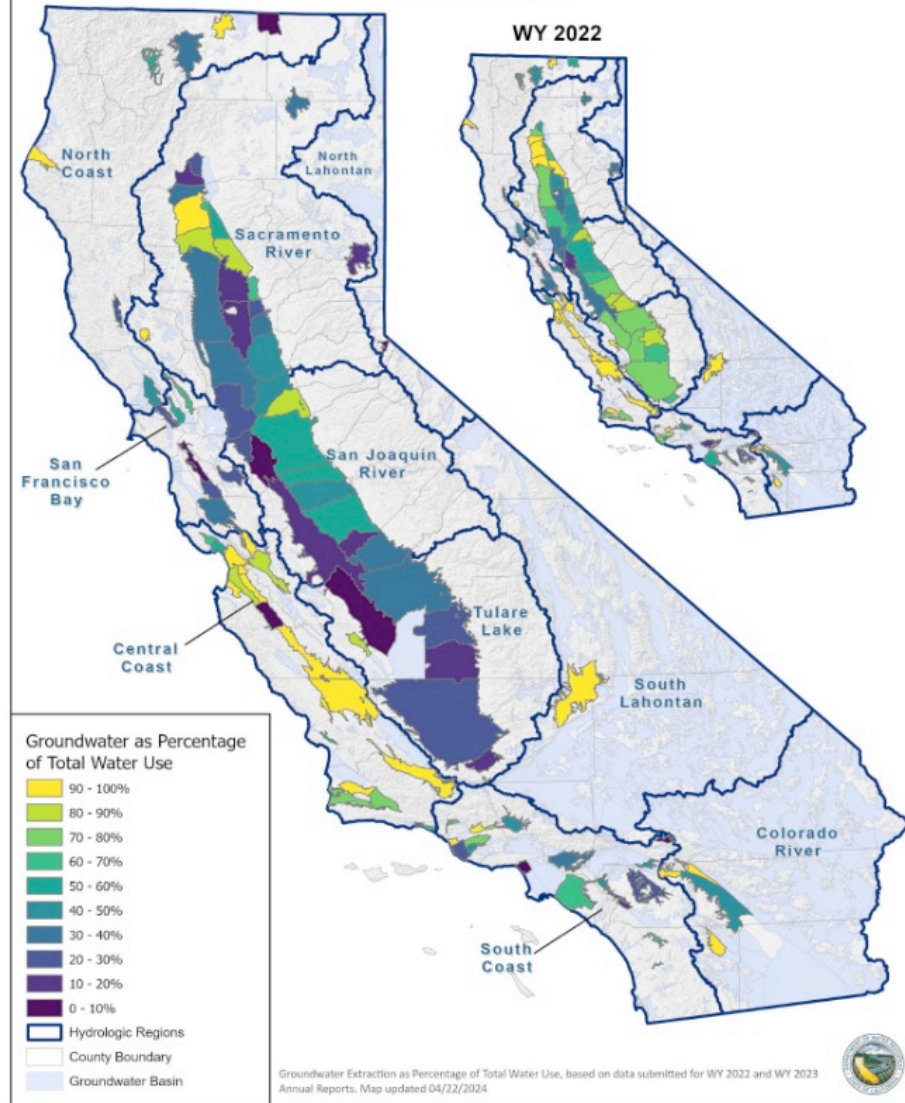 WY 2022
North
Coast
North
Lahontan
Sacramento
River
San
Francisco
Bay
San Joaquin
River
Central
Coast
Tulare
Lake
South
Lahontan
Colorado
River
South
Coast
Groundwater as Percentage
of Total Water Use
90 - 100%
80 - 90%
70 - 80%
60 - 70%
50 - 60%
40 - 50%
30 - 40%
20 - 30%
10 - 20%
0 - 10%
Hydrologic Regions
County Boundary
Groundwater Basin
Groundwater Extraction as Percentage of Total Water Use, based on data submitted for WY 2022 and WY 2023
Annual Reports. Map updated 04/22/2024